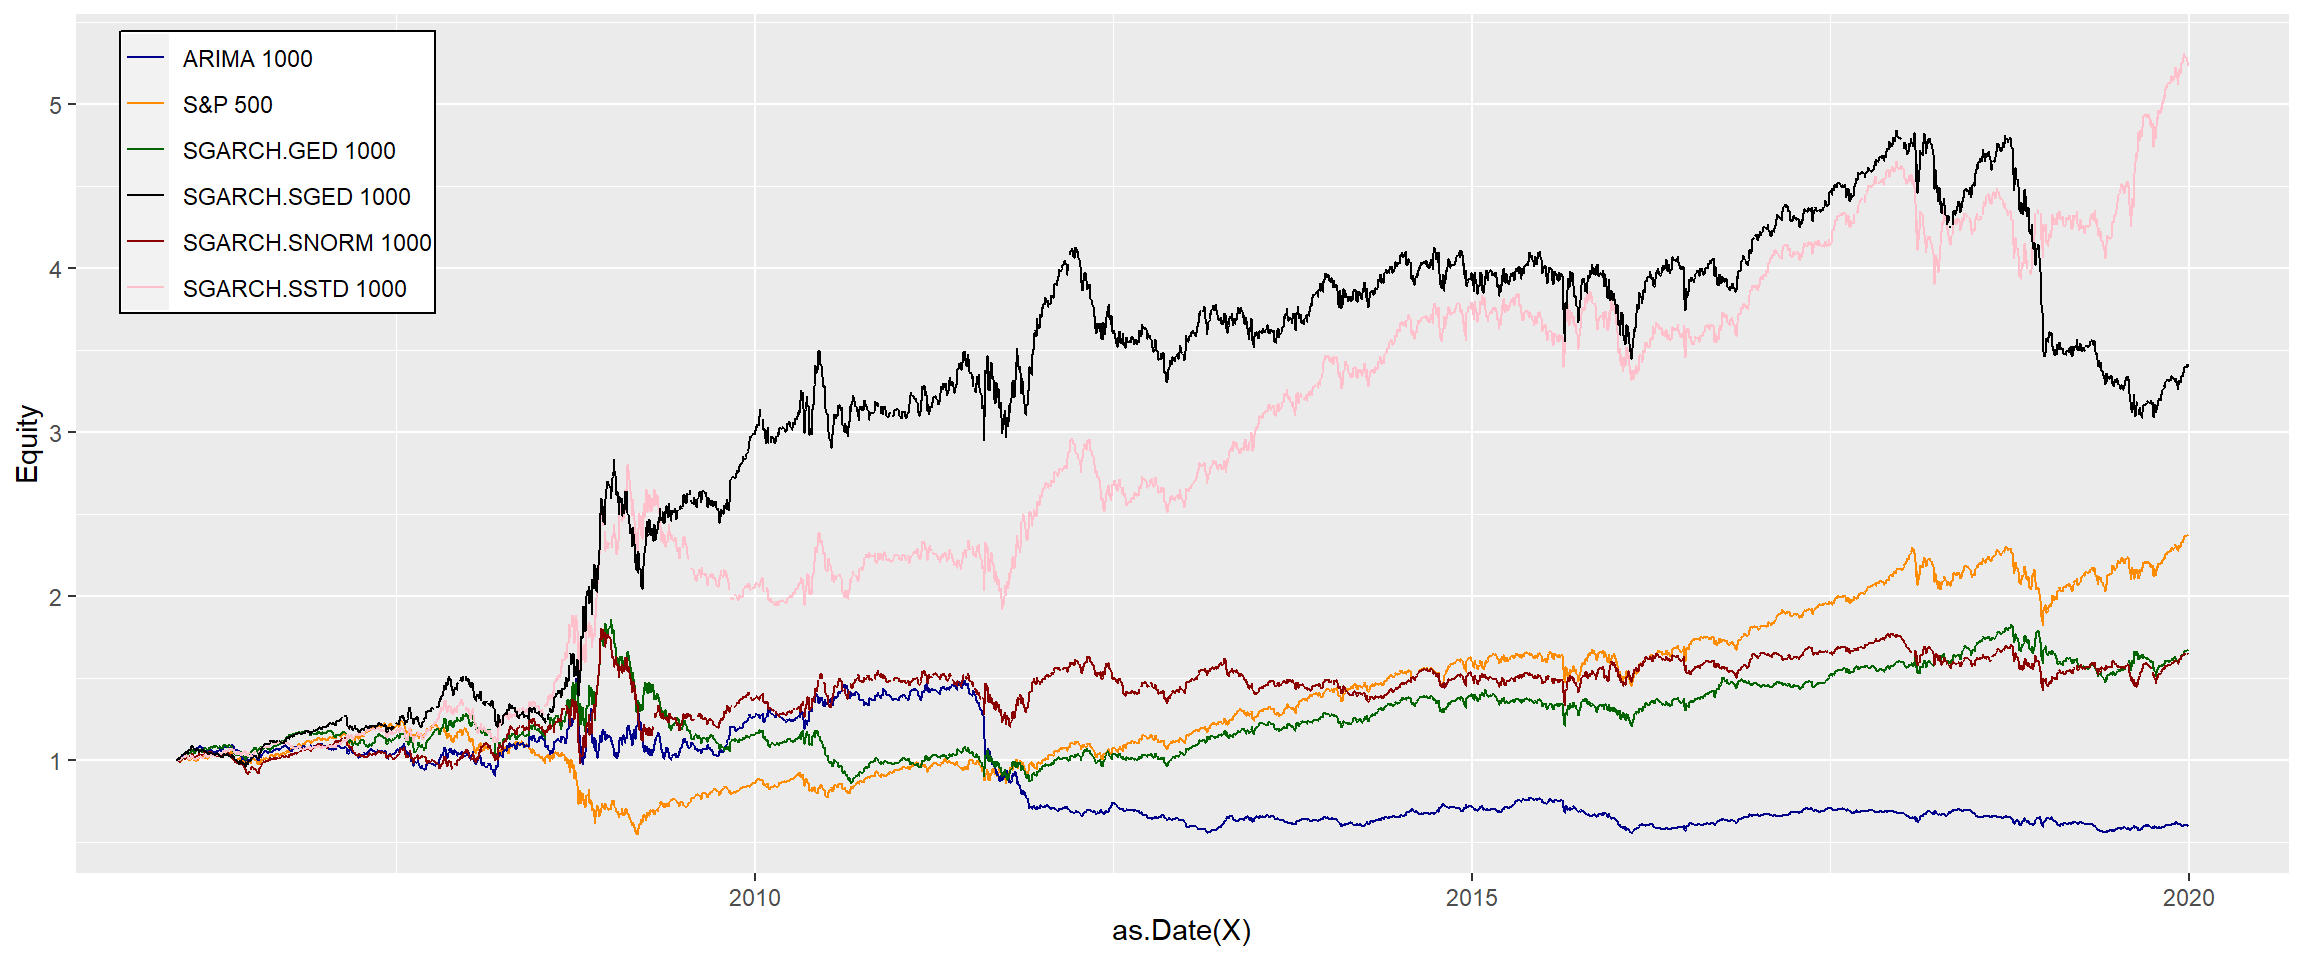 ARIMA 1000
S&P 500
SGARCH.GED 1000
SGARCH.SGED 1000
SGARCH.SNORM 1000
SGARCH.SSTD 1000
5
4
3
2
1
Equity
2010
2015
2020
as.Date(X)